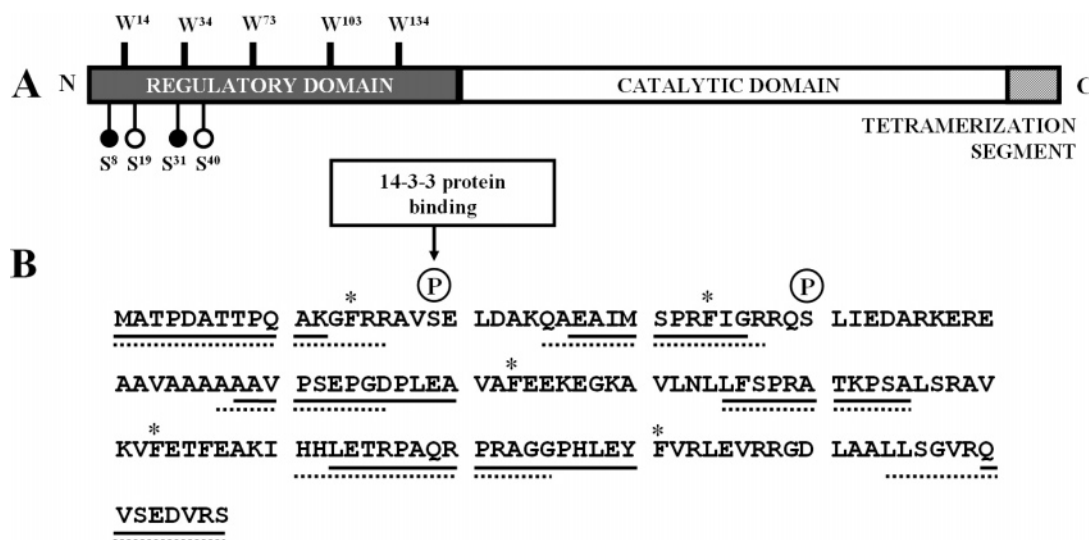 W14 W34 W73 W103 W134
A N REGULATORY DOMAIN CATALYTIC DOMAIN C
S8 S19 S31 S40
TETRAMERIZATION
SEGMENT
14-3-3 protein
binding
B
* P * P
MATPDATTPQ AKGFRRAVSE LDAKQAEAIM SPRFIGRRQS LIEDARKERE
*
AAVAAAAAAV PSEPGDPLEA VAFEEKEGKA VLNLLFSPRA TKPSALSRAV
* *
KVFETFEAKI HHLETRPAQR PRAGGPHLEY FVRLEVRRGD LAALLSGVRQ
VSEDVRS